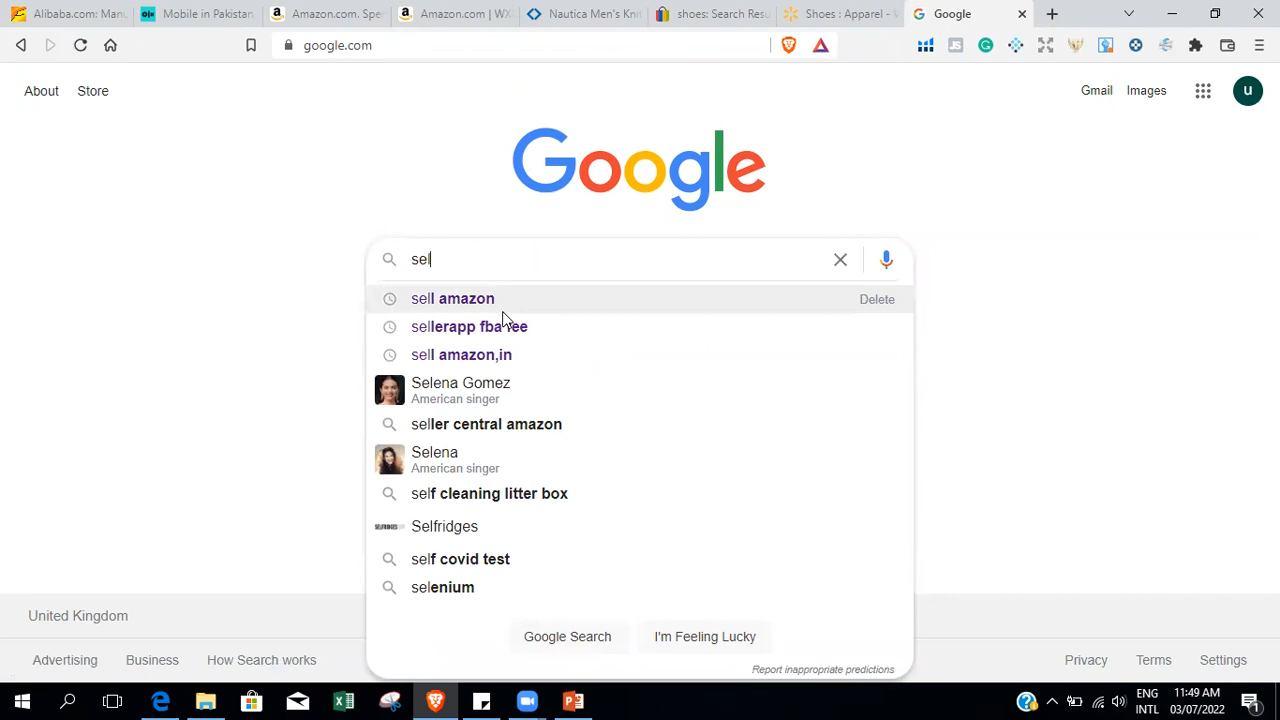 Alibaba.com: Manu
Mobile in Pakistan,
Amazon.com. Spe
Amazon.com | WX
Nautica Men's Kni
shoes: Search Resu
Shoes : Apparel - W
Google
google.com
About
Store
Gmail
Images
u
Google
sel
sell amazon
Delete
sellerapp fba fee
sell amazon,in
Selena Gomez
American singer
seller central amazon
Selena
American singer
self cleaning litter box
SELFRIDGES
Selfridges
self covid test
selenium
Google Search
I'm Feeling Lucky
Report inappropriate predictions
United Kingdom
Advertising
Business
How Search works
Privacy
Terms
Settings
ENG
INTL
11:49 AM
03/07/2022
1